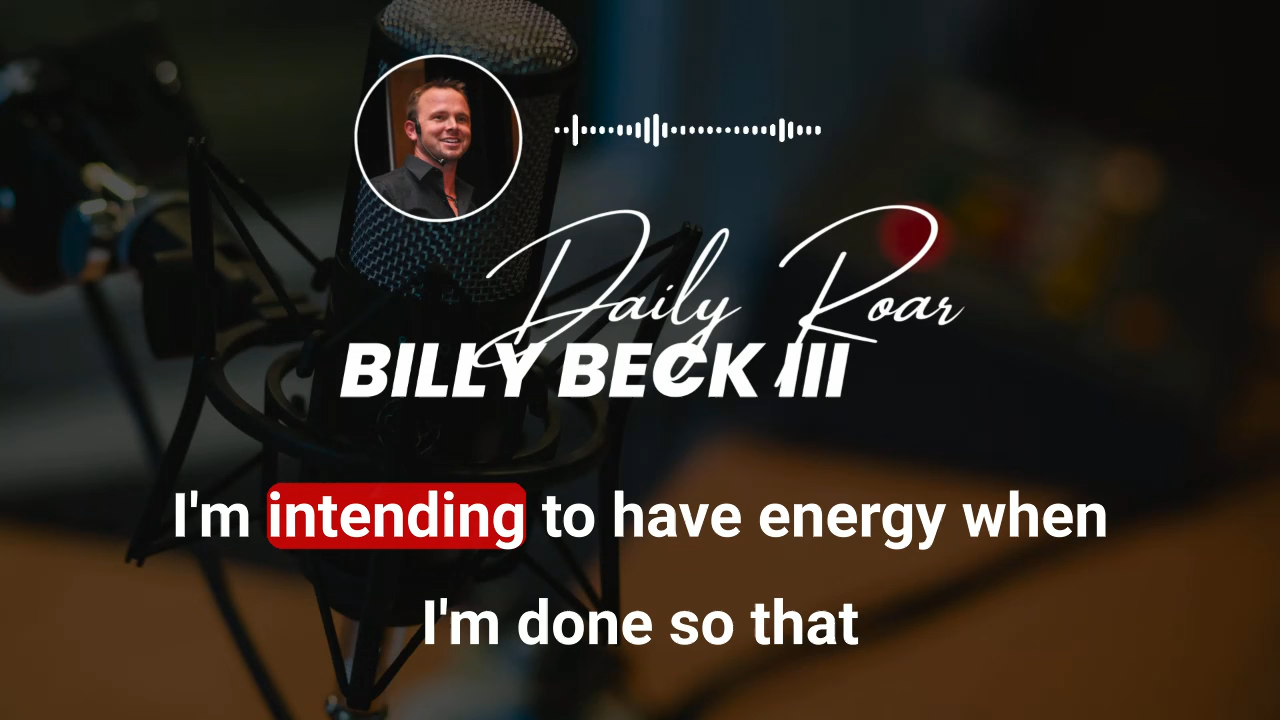 Daily Roar
BILLY BECK III
I'm intending to have energy when
I'm done so that